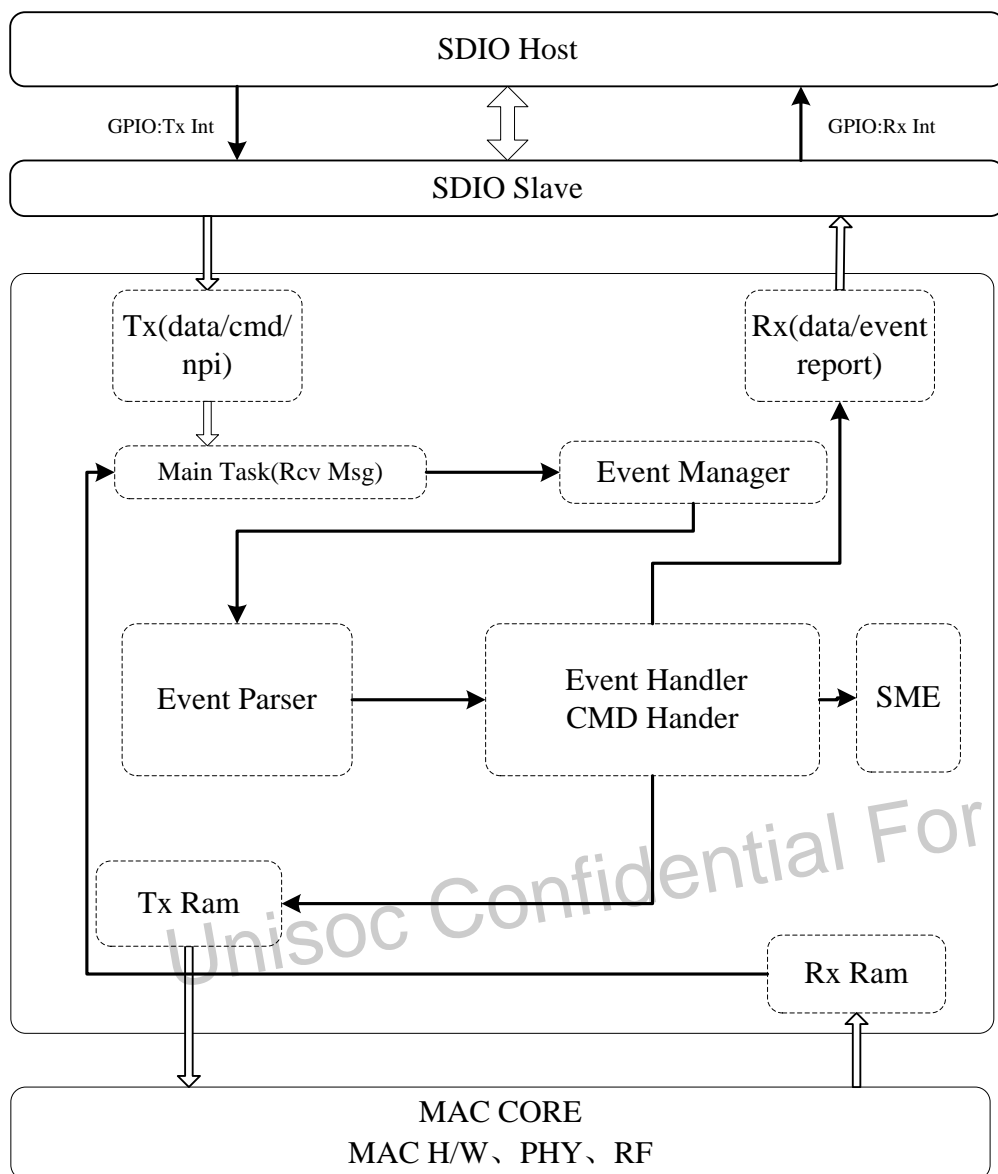 SDIO Host
GPIO:Tx Int
GPIO:Rx Int
SDIO Slave
Tx(data/cmd/
npi)
Rx(data/event
report)
Main Task(Rcv Msg)
Event Manager
Event Parser
Event Handler
CMD Hander
SME
Tx Ram
Unisoc Confidential For
Rx Ram
MAC CORE
MAC H/W、PHY、RF